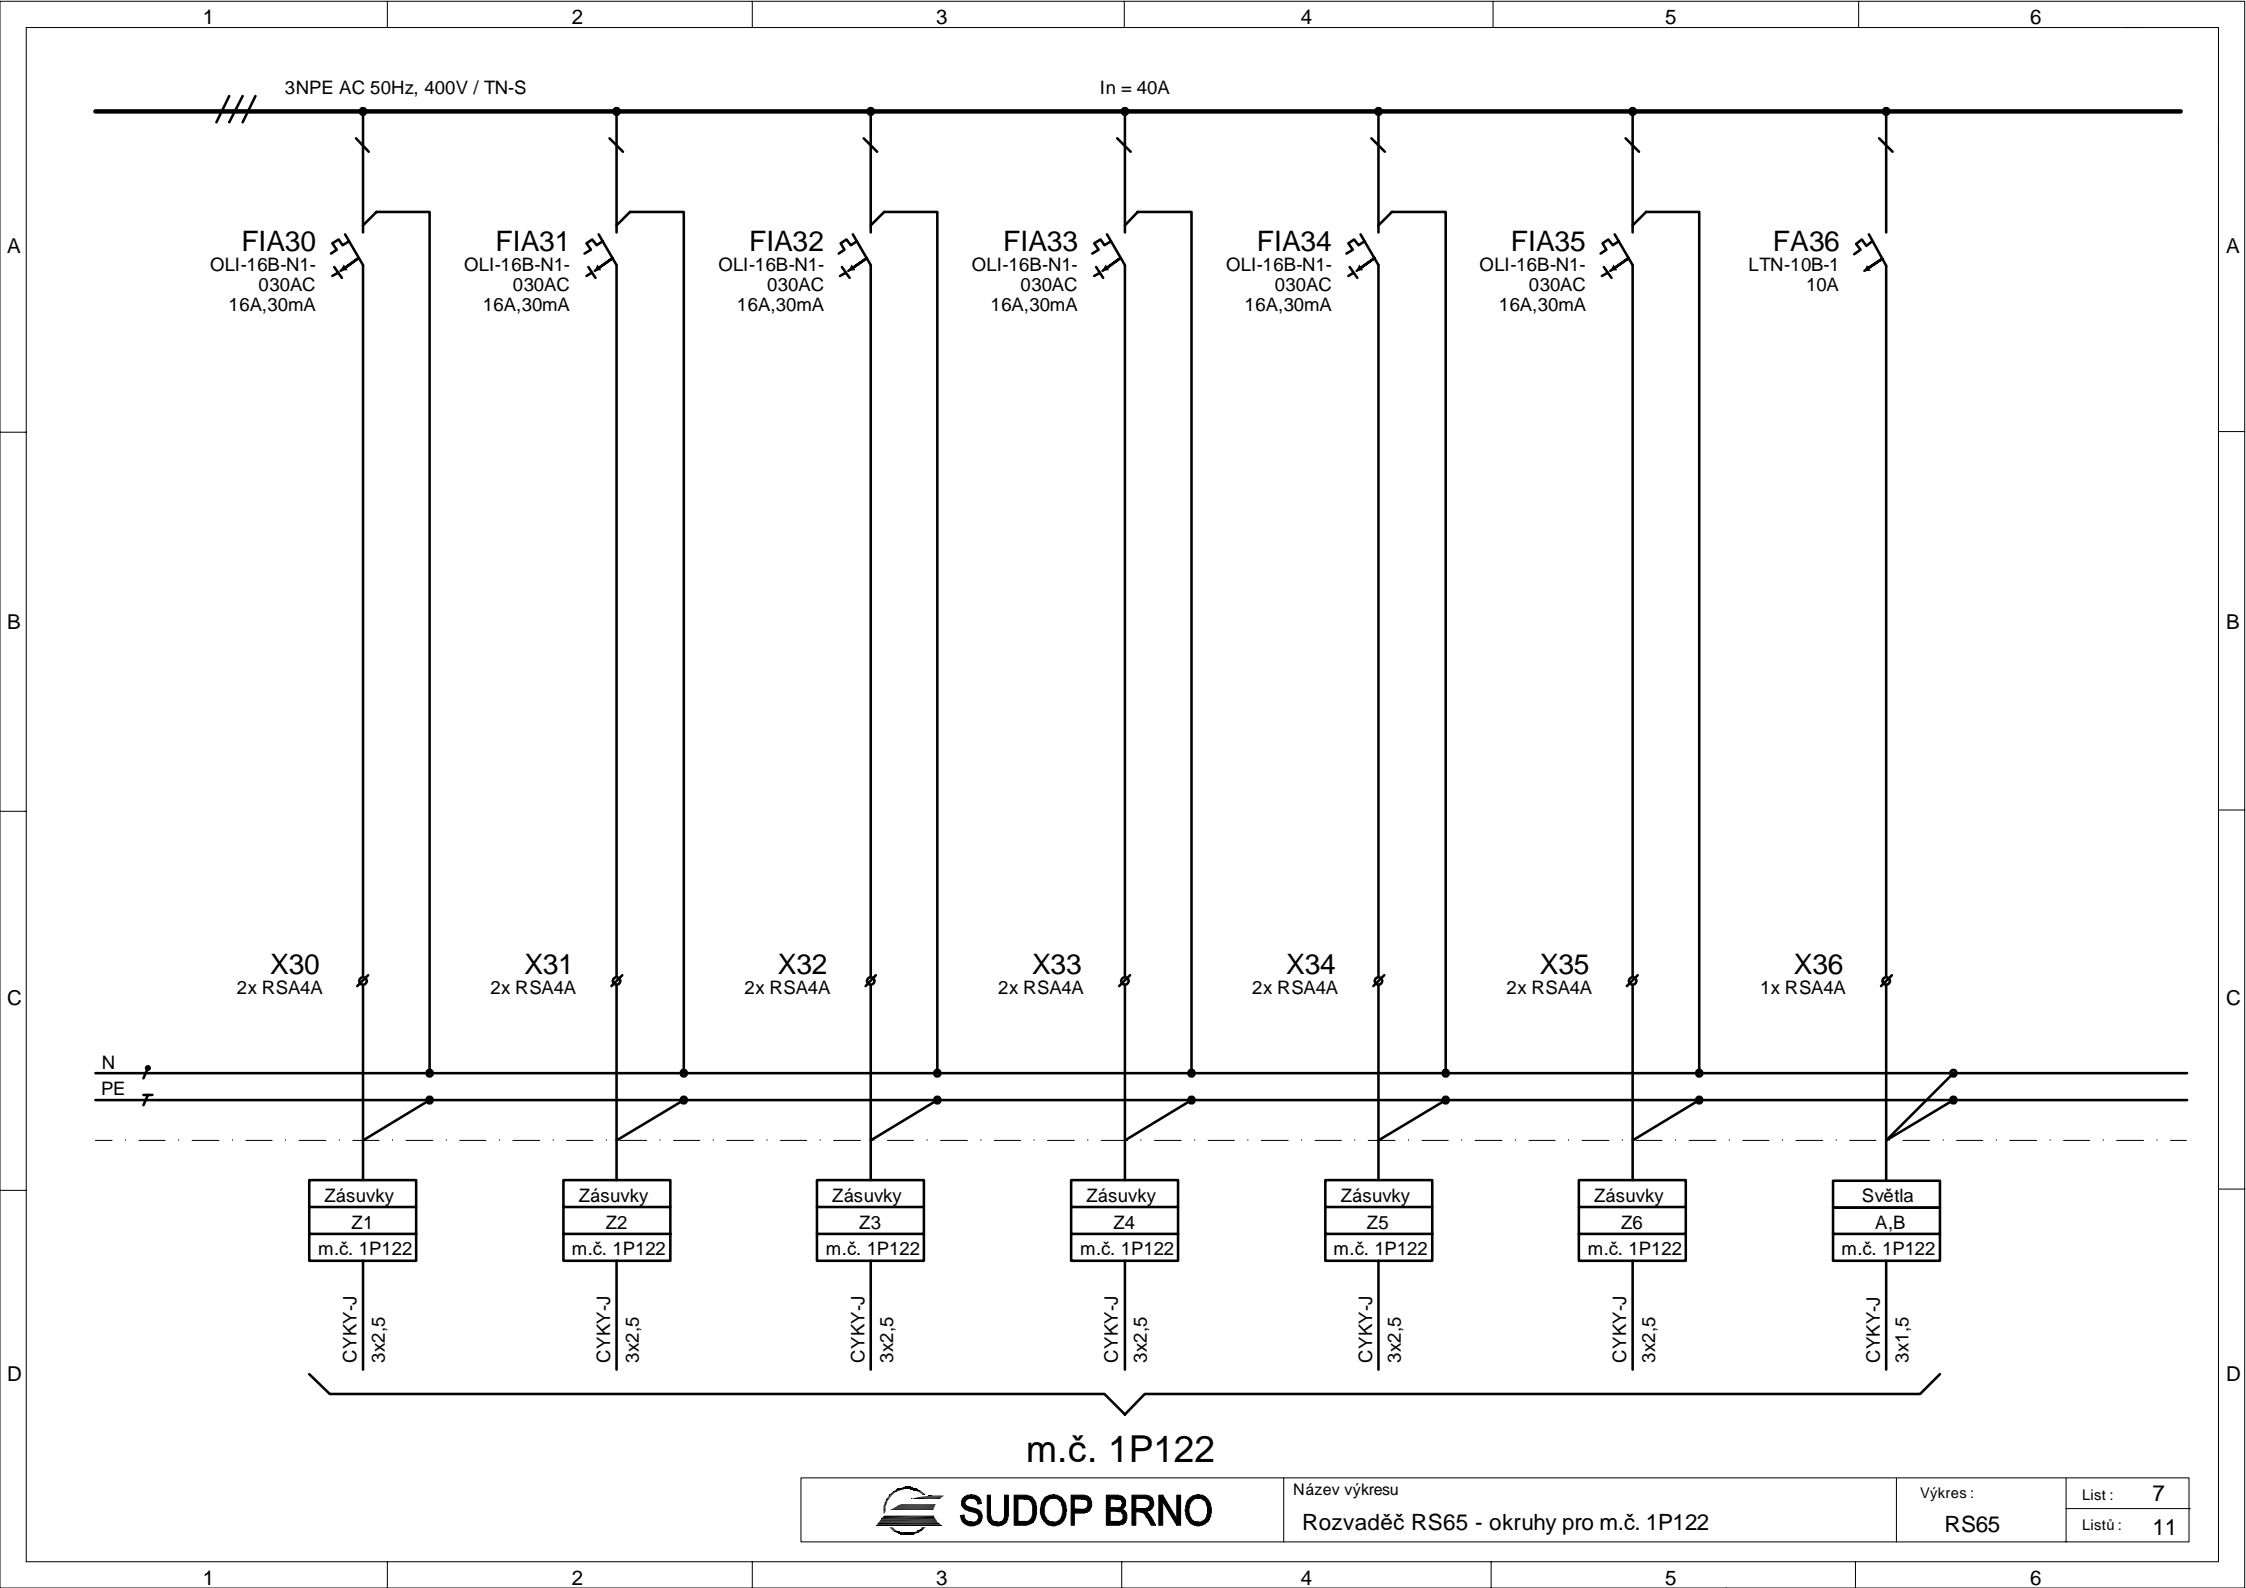 1 2 3 4 5 6
3NPE AC 50Hz, 400V / TN-S In = 40A
A A
FIA30 FIA31 FIA32 FIA33 FIA34 FIA35 FA36
OLI-16B-N1- OLI-16B-N1- OLI-16B-N1- OLI-16B-N1- OLI-16B-N1- OLI-16B-N1- LTN-10B-1
030AC 030AC 030AC 030AC 030AC 030AC 10A
16A,30mA 16A,30mA 16A,30mA 16A,30mA 16A,30mA 16A,30mA
B B
X30 X31 X32 X33 X34 X35 X36
2x RSA4A 2x RSA4A 2x RSA4A 2x RSA4A 2x RSA4A 2x RSA4A 1x RSA4A
C C
N
PE
Zásuvky Zásuvky Zásuvky Zásuvky Zásuvky Zásuvky Světla
Z1 Z2 Z3 Z4 Z5 Z6 A,B
m.č. 1P122 m.č. 1P122 m.č. 1P122 m.č. 1P122 m.č. 1P122 m.č. 1P122 m.č. 1P122
CYKY-J CYKY-J CYKY-J CYKY-J CYKY-J CYKY-J CYKY-J
3x2,5 3x2,5 3x2,5 3x2,5 3x2,5 3x2,5 3x1,5
D D
m.č. 1P122
SUDOP BRNO
Název výkresu
Rozvaděč RS65 - okruhy pro m.č. 1P122
Výkres :
RS65
List : 7
Listů : 11
1 2 3 4 5 6